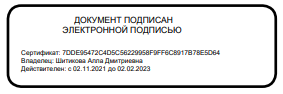 ДОКУМЕНТ ПОДПИСАН
ЭЛЕКТРОННОЙ ПОДПИСЬЮ
Сертификат: 7DDE95472C4D5C56229958F9FF6C8917B78E5D64
Владелец: Шитикова Алла Дмитриевна
Действителен: с 02.11.2021 до 02.02.2023